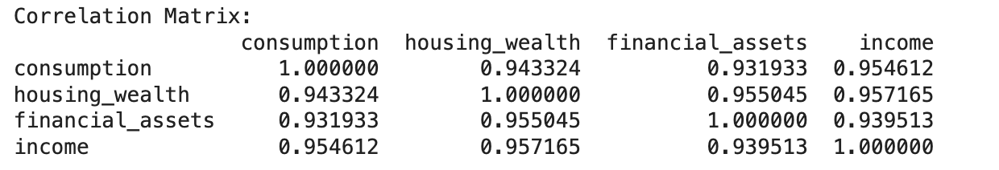 Correlation Matrix:
consumption housing_wealth financial_assets income
consumption 1.000000 0.943324 0.931933 0.954612
housing_wealth 0.943324 1.000000 0.955045 0.957165
financial_assets 0.931933 0.955045 1.000000 0.939513
income 0.954612 0.957165 0.939513 1.000000